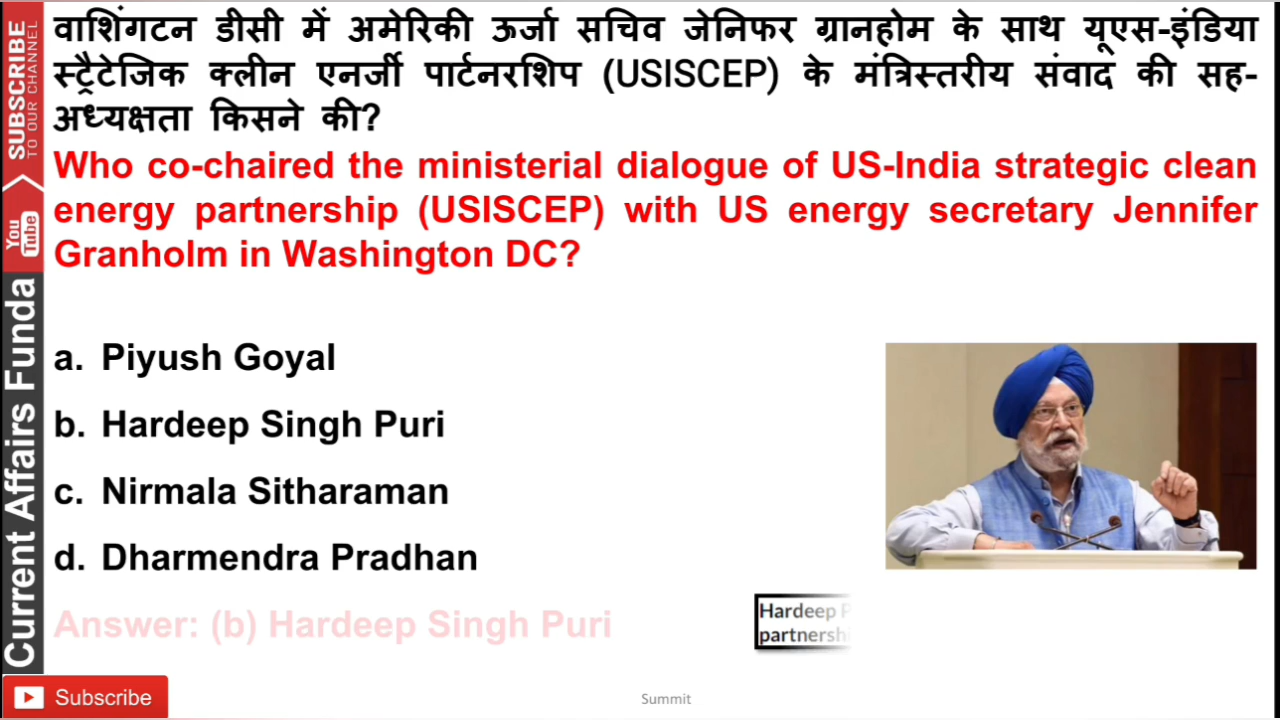 वाशिंगटन डीसी में अमेरिकी ऊर्जा सचिव जेनिफर ग्रानहोम के साथ यूएस-इंडिया
स्ट्रैटेजिक क्लीन एनर्जी पार्टनरशिप (USISCEP) के मंत्रिस्तरीय संवाद की सह-
अध्यक्षता किसने की?
Who co-chaired the ministerial dialogue of US-India strategic clean
energy partnership (USISCEP) with US energy secretary Jennifer
Granholm in Washington DC?
a. Piyush Goyal
b. Hardeep Singh Puri
c. Nirmala Sitharaman
d. Dharmendra Pradhan
Answer: (b) Hardeep Singh Puri
Hardeep
Summit
SUBSCRIBE
TO OUR CHANNEL
You
Tube
Current Affairs Funda
Subscribe